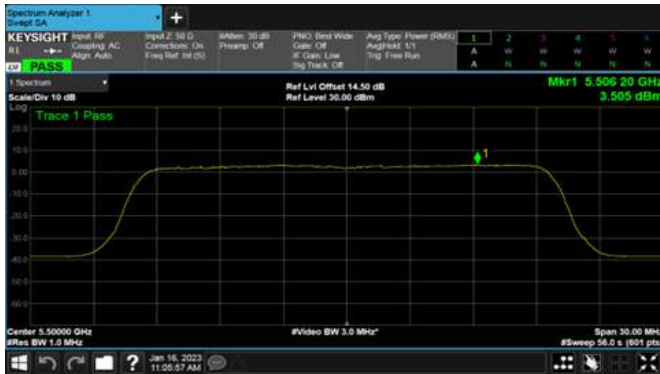 Spectrum Analyzer 1
Swept SA
+
KEYSIGHT
Input: RF
Coupling: AC
Align: Auto
Input Z: 50 Ω
Corrections: On
Freq Ref: Int (S)
#Atten: 30 dB
Preamp: Off
PNO: Best Wide
Gate: Off
IF Gain: Low
Sig Track: Off
Avg Type: Power (RMS)
Avg|Hold: 1/1
Trig: Free Run
1 2 3 4 5 6
A W W W W W
A N N N N N
RL
PASS
1 Spectrum
Scale/Div 10 dB
Ref Lvl Offset 14.50 dB
Ref Level 30.00 dBm
Mkr1 5.506 20 GHz
3.505 dBm
Log
Trace 1 Pass
20.0
10.0
0.00
-10.0
-20.0
-30.0
-40.0
-50.0
-60.0
1
Center 5.50000 GHz
#Res BW 1.0 MHz
#Video BW 3.0 MHz*
Span 30.00 MHz
#Sweep 56.0 s (601 pts
?
Jan 16, 2023
11:05:57 AM